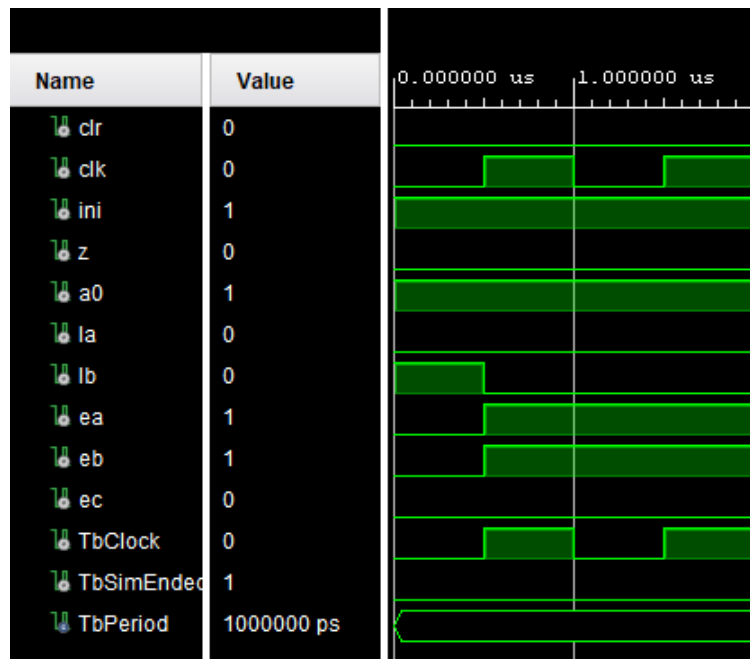 Name Value 0.000000 us 1.000000 us
clr 0
clk 0
ini 1
z 0
a0 1
la 0
lb 0
ea 1
eb 1
ec 0
TbClock 0
TbSimEnded 1
TbPeriod 1000000 ps